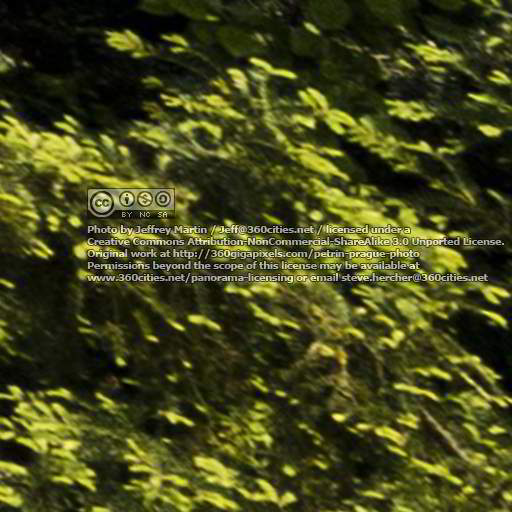 cc
BY NC SA
Photo by Jeffrey Martin / Jeff@360cities.net / licensed under a
Creative Commons Attribution-NonCommercial-ShareAlike 3.0 Unported License.
Original work at http://360gigapixels.com/petrin-prague-photo
Permissions beyond the scope of this license may be available at
www.360cities.net/panorama-licensing or email steve.hercher@360cities.net